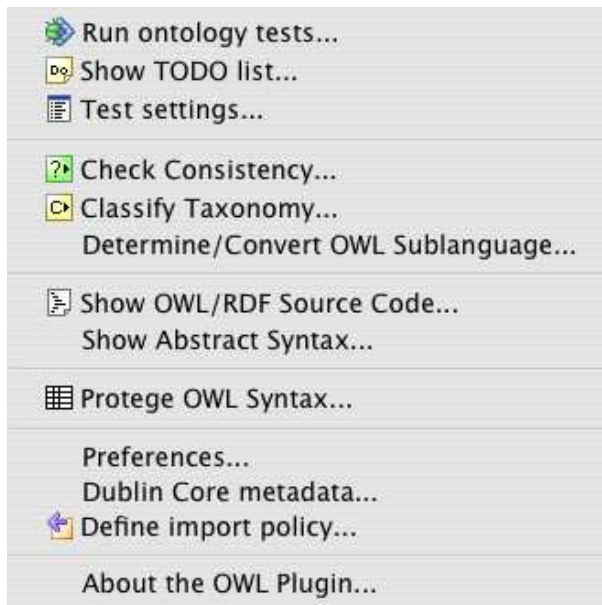 Run ontology tests...
Show TODO list...
Test settings...
Check Consistency...
Classify Taxonomy...
Determine/Convert OWL Sublanguage...
Show OWL/RDF Source Code...
Show Abstract Syntax...
Protege OWL Syntax...
Preferences...
Dublin Core metadata...
Define import policy...
About the OWL Plugin...